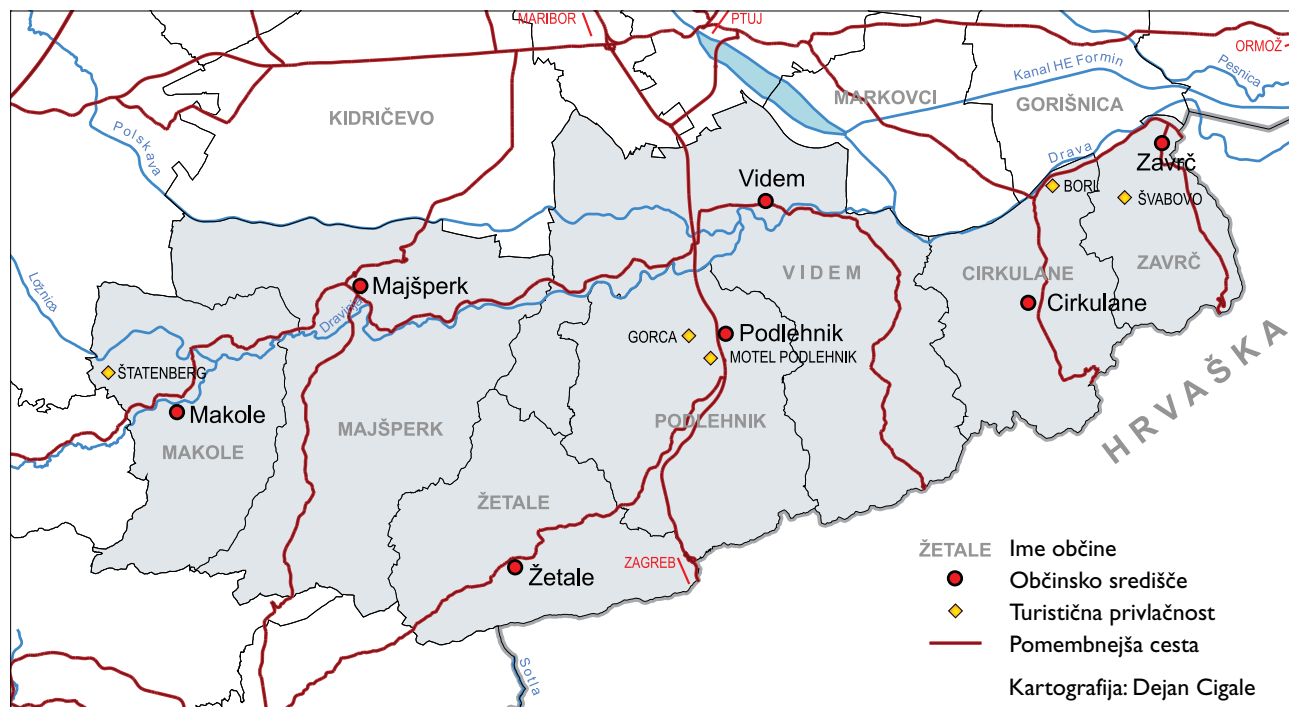 MARIBOR
PTUJ
ORMOŽ
Kanal HE Formin
Pesnica
MARKOVCI
GORIŠNICA
KIDRIČEVO
Polskava
Drava
Zavrč
Videm
BORL
ŠVABOVO
Ložnica
VIDEM
CIRKULANE
ZAVRČ
Majšperk
Dravinja
Cirkulane
GORCA
Podlehnik
MOTEL PODLEHNIK
ŠTATENBERG
Makole
MAJŠPERK
PODLEHNIK
MAKOLE
HRVAŠKA
ŽETALE
ZAGREB
Žetale
Sotla
ŽETALE Ime občine
Občinsko središče
Turistična privlačnost
Pomembnejša cesta
Kartografija: Dejan Cigale